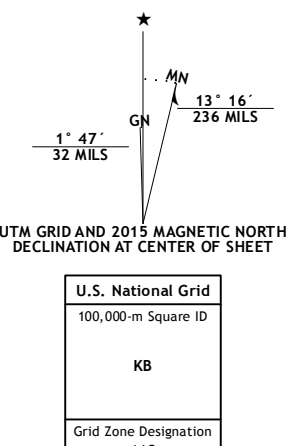 ★
MN
GN
13° 16´
236 MILS
1° 47´
32 MILS
UTM GRID AND 2015 MAGNETIC NORTH
DECLINATION AT CENTER OF SHEET
U.S. National Grid
100,000-m Square ID
KB
Grid Zone Designation